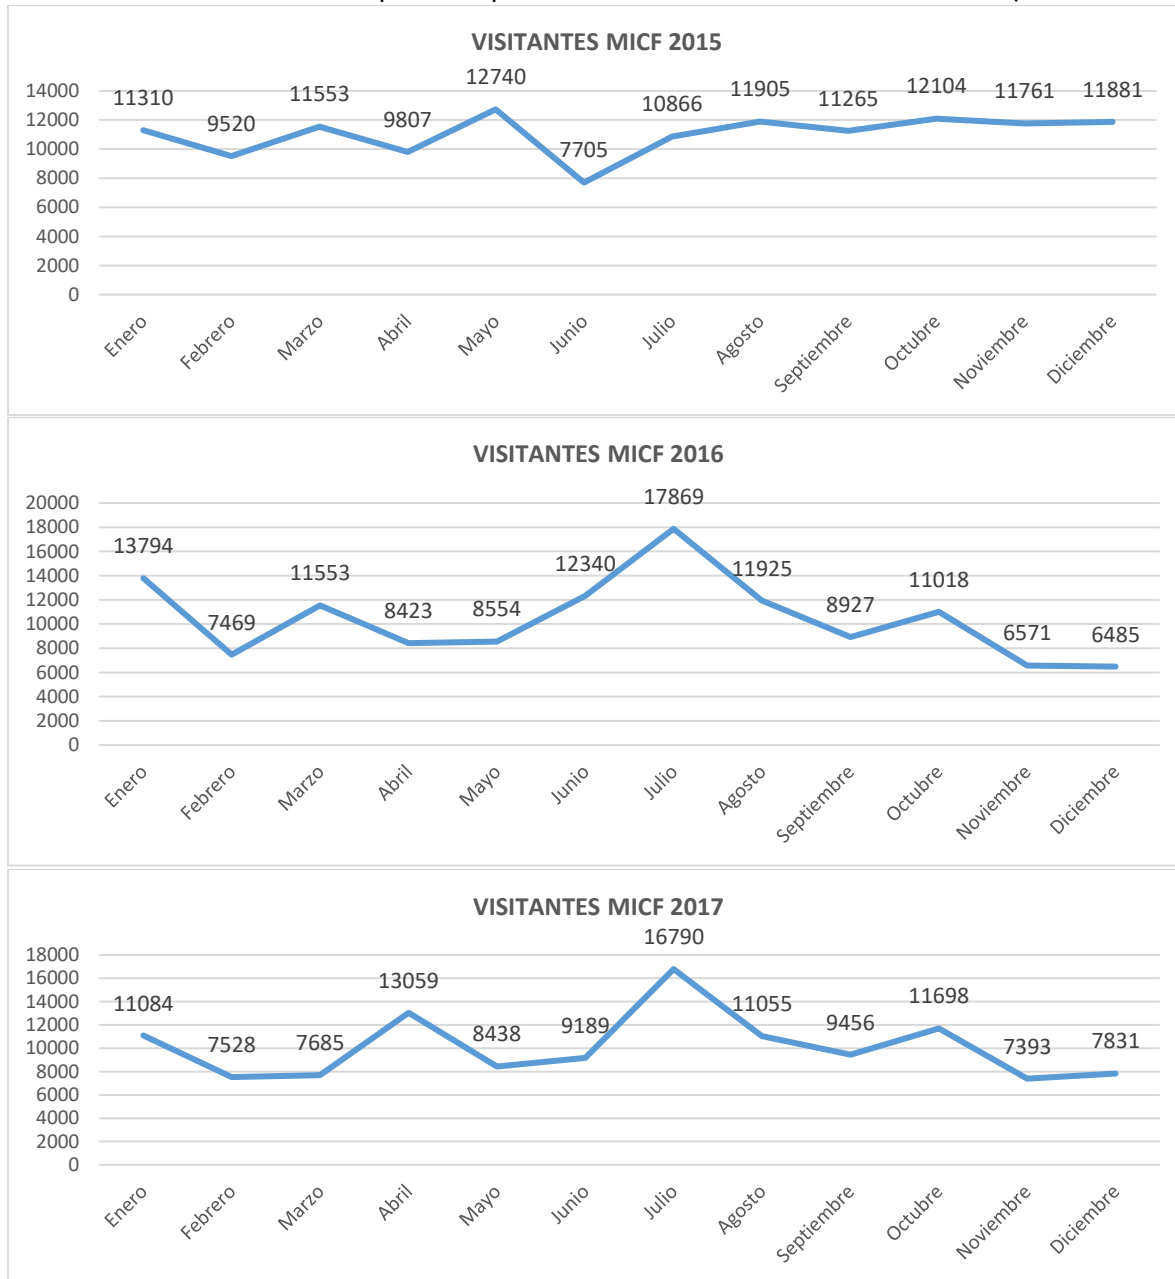 VISITANTES MICF 2015
14000
12000
10000
8000
6000
4000
2000
0
11310
9520
11553
9807
12740
7705
10866
11905
11265
12104
11761
11881
Enero
Febrero
Marzo
Abril
Mayo
Junio
Julio
Agosto
Septiembre
Octubre
Noviembre
Diciembre
VISITANTES MICF 2016
20000
18000
16000
14000
12000
10000
8000
6000
4000
2000
0
13794
7469
11553
8423
8554
12340
17869
11925
8927
11018
6571
6485
Enero
Febrero
Marzo
Abril
Mayo
Junio
Julio
Agosto
Septiembre
Octubre
Noviembre
Diciembre
VISITANTES MICF 2017
18000
16000
14000
12000
10000
8000
6000
4000
2000
0
11084
7528
7685
13059
8438
9189
16790
11055
9456
11698
7393
7831
Enero
Febrero
Marzo
Abril
Mayo
Junio
Julio
Agosto
Septiembre
Octubre
Noviembre
Diciembre